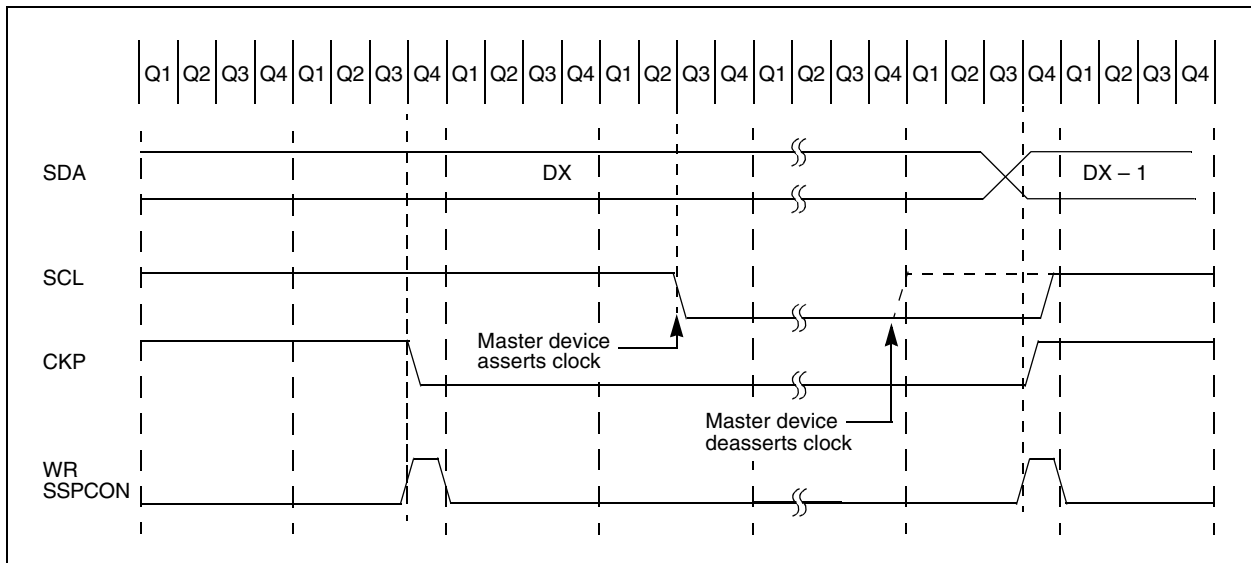 Q1 Q2 Q3 Q4 Q1 Q2 Q3 Q4 Q1 Q2 Q3 Q4 Q1 Q2 Q3 Q4 Q1 Q2 Q3 Q4 Q1 Q2 Q3 Q4 Q1 Q2 Q3 Q4
SDA
DX
DX – 1
SCL
Master device
asserts clock
CKP
Master device
deasserts clock
WR
SSPCON